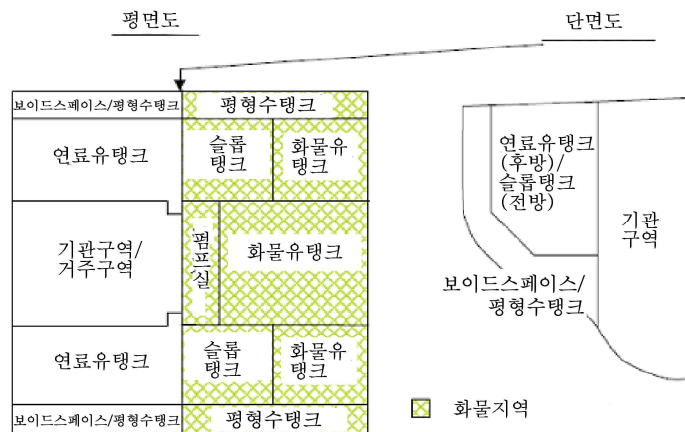 평면도
단면도
보이드스페이스/평형수탱크
평형수탱크
연료유탱크
슬롭
탱크
화물유
탱크
기관구역/
거주구역
펌프실
화물유탱크
연료유탱크
슬롭
탱크
화물유
탱크
보이드스페이스/평형수탱크
평형수탱크
연료유탱크
(후방)/
슬롭탱크
(전방)
기관
구역
보이드스페이스/
평형수탱크
화물지역